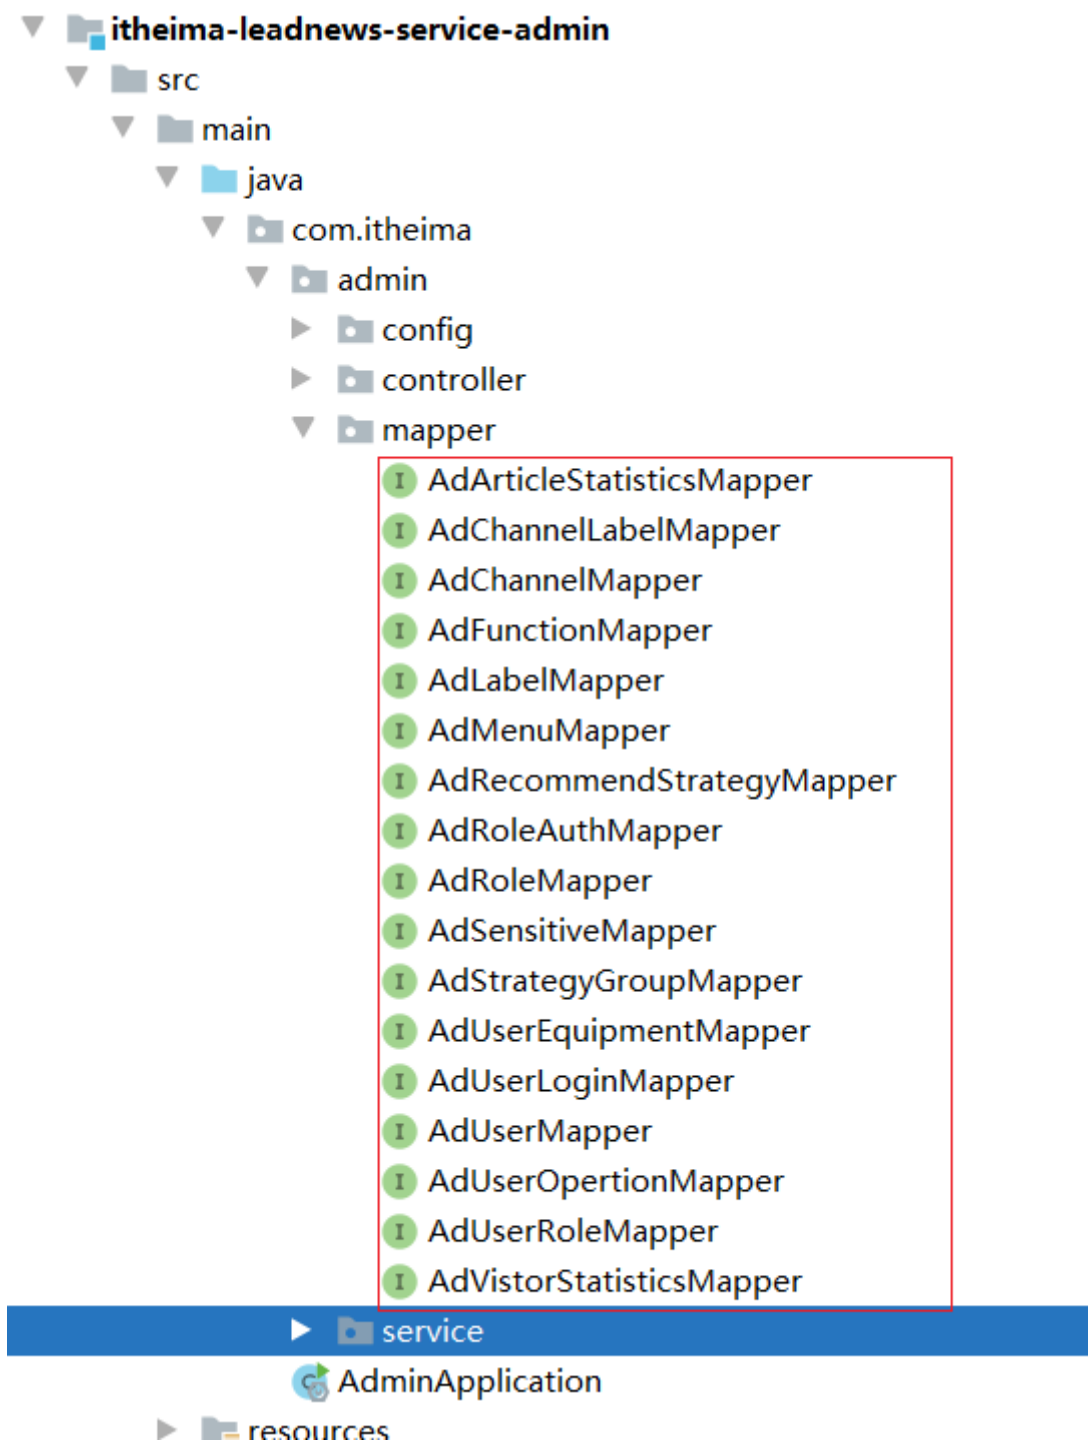 itheima-leadnews-service-admin
src
main
java
com.itheima
admin
config
controller
mapper
AdArticleStatisticsMapper
AdChannelLabelMapper
AdChannelMapper
AdFunctionMapper
AdLabelMapper
AdMenuMapper
AdRecommendStrategyMapper
AdRoleAuthMapper
AdRoleMapper
AdSensitiveMapper
AdStrategyGroupMapper
AdUserEquipmentMapper
AdUserLoginMapper
AdUserMapper
AdUserOpertionMapper
AdUserRoleMapper
AdVistorStatisticsMapper
service
AdminApplication
resources